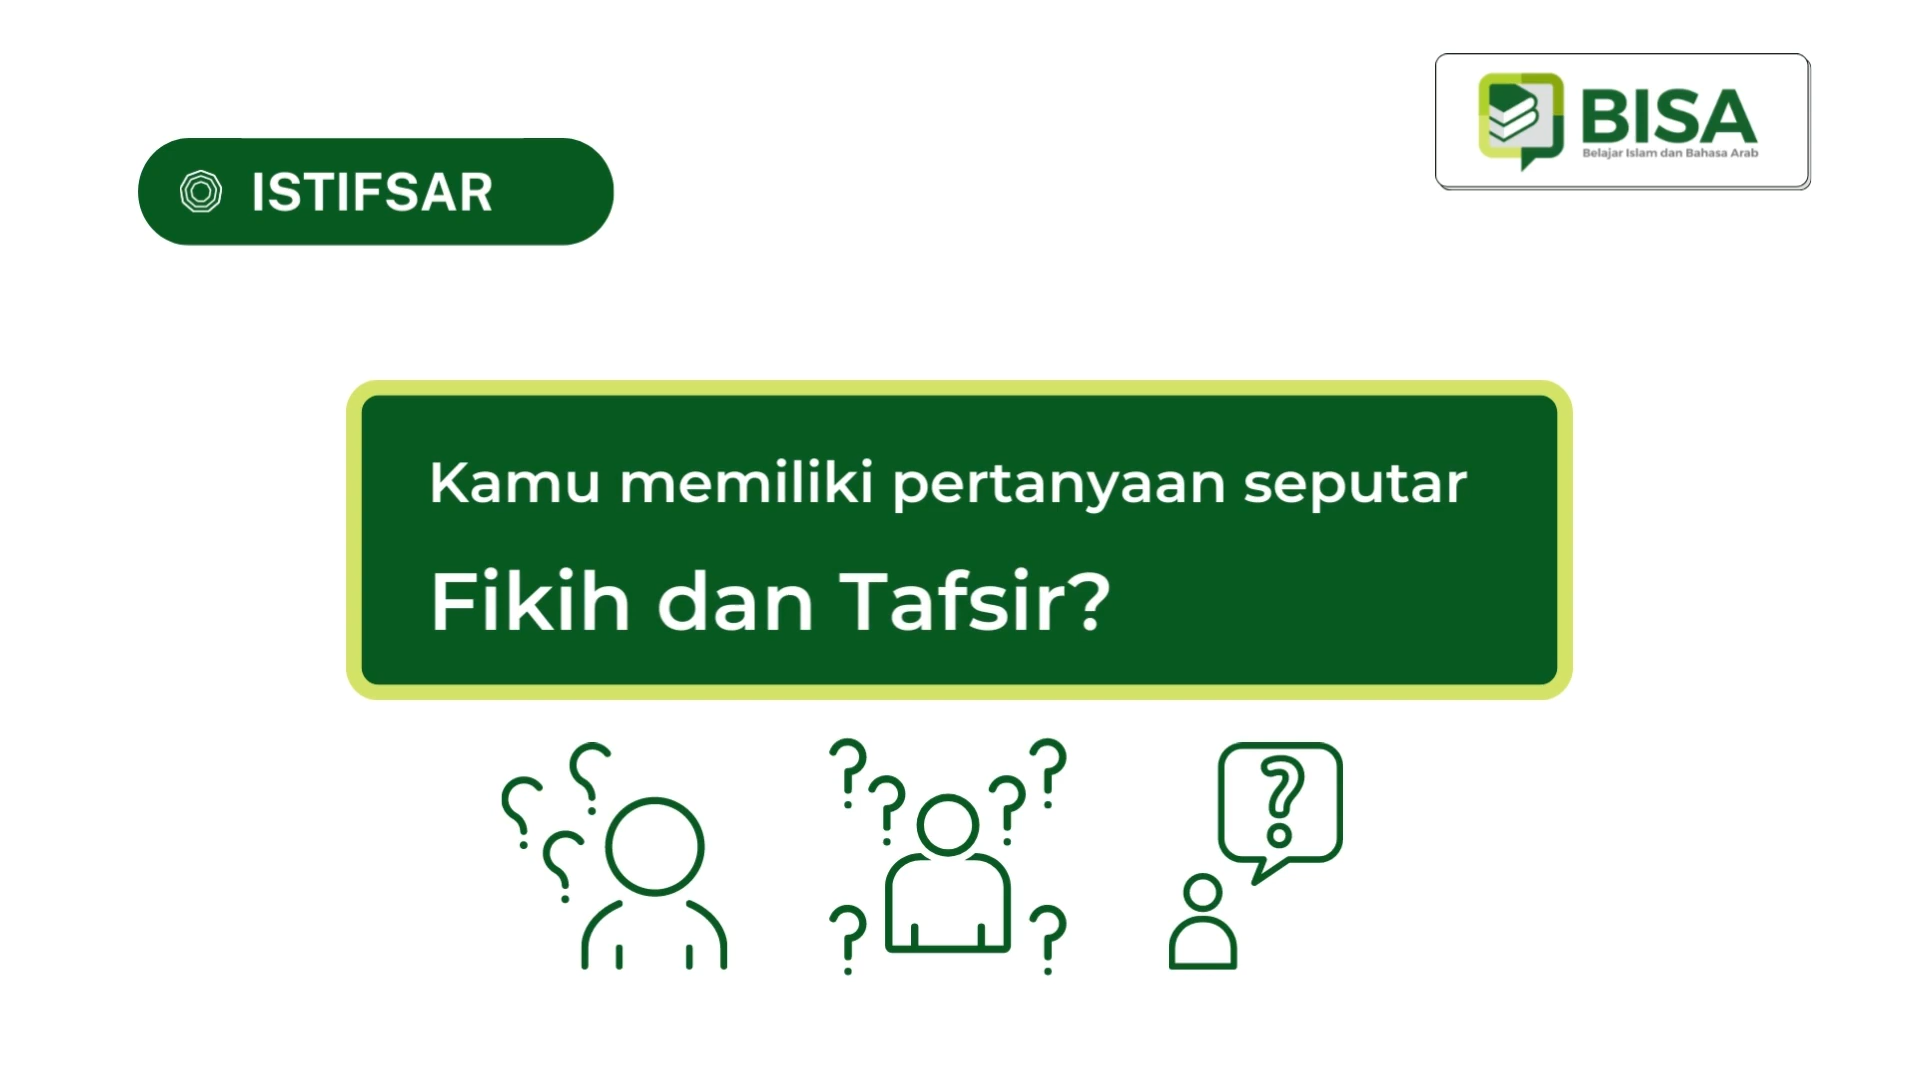 ISTIFSAR
BISA
Belajar Islam dan Bahasa Arab
Kamu memiliki pertanyaan seputar
Fikih dan Tafsir?